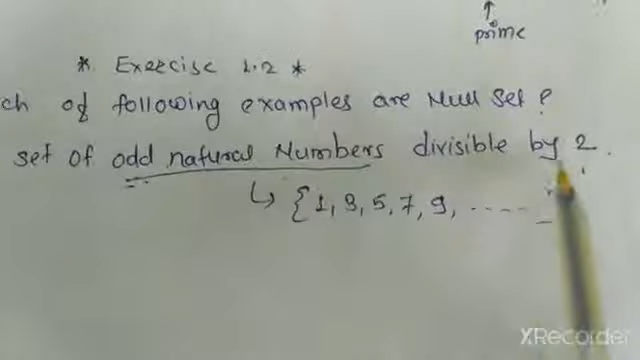 prime
* Exercise 1.2 *
ch of following examples are Null set ?
set of odd natural Numbers divisible by 2.
↳ {1, 3, 5, 7, 9, -----
XRecorder